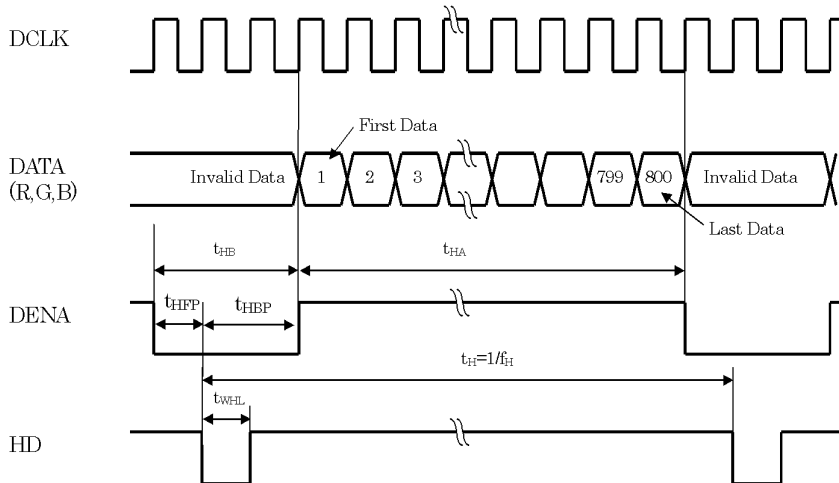 DCLK
First Data
DATA
(R,G,B)
Invalid Data
1
2
3
799
800
Invalid Data
Last Data
tHB
tHA
tHFP
tHBP
DENA
tH=1/fH
tWHL
HD